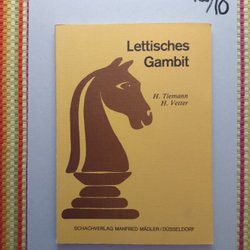 Lettisches
Gambit
H. Tiemann
H. Vetter
SCHACHVERLAG MANFRED MÄDLER/DÜSSELDORF